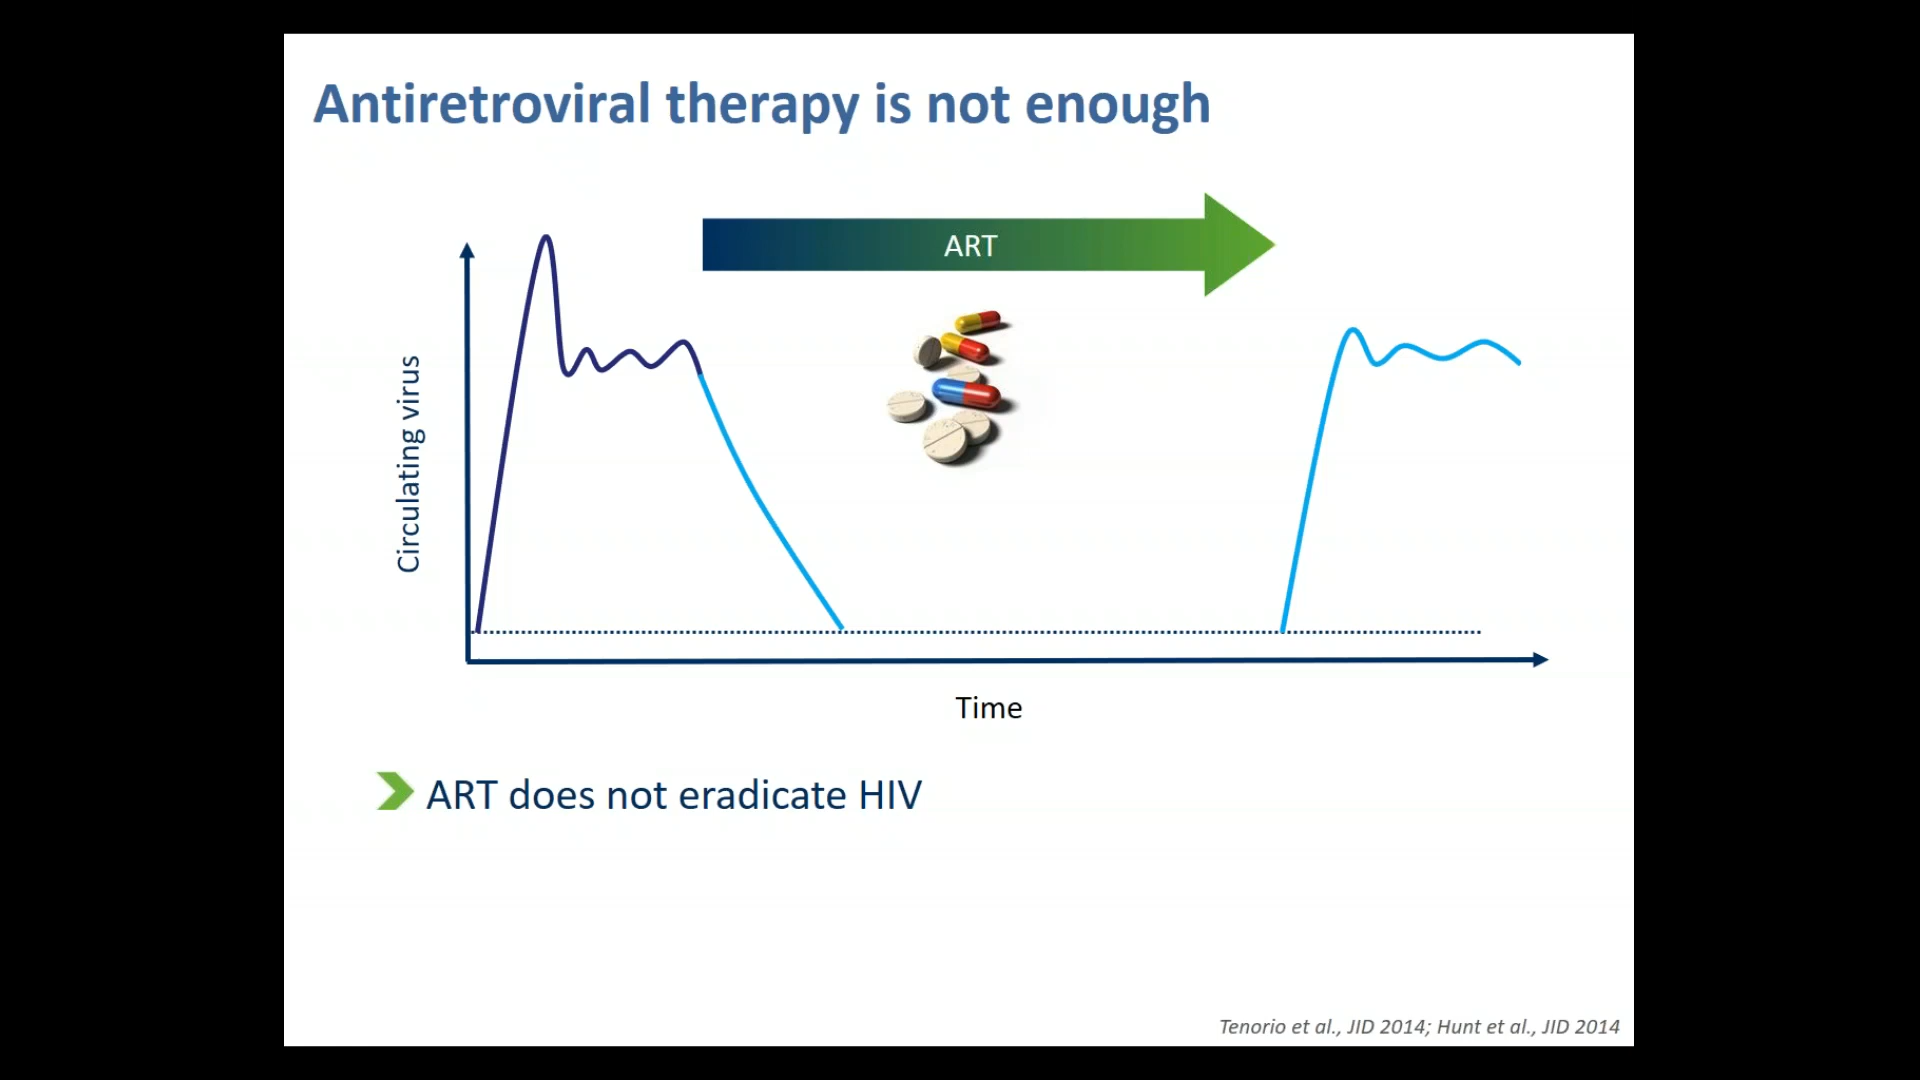 Antiretroviral therapy is not enough
ART
Circulating virus
Time
ART does not eradicate HIV
Tenorio et al., JID 2014; Hunt et al., JID 2014